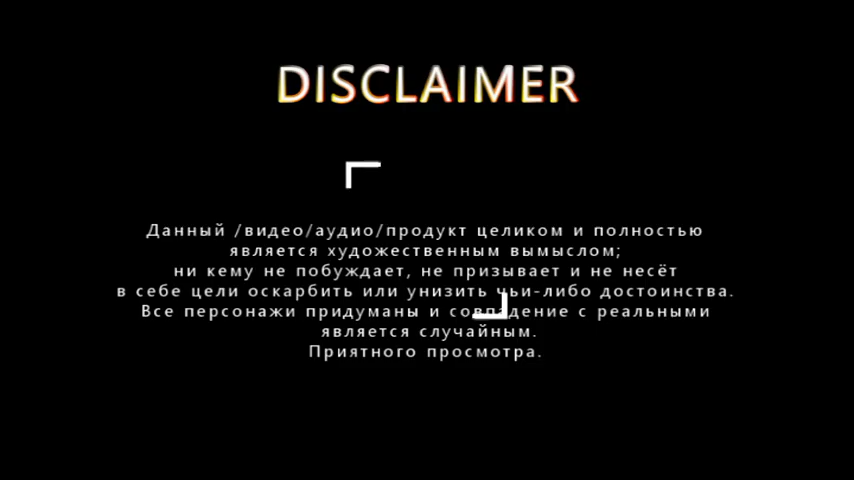 DISCLAIMER
Данный /видео/аудио/продукт целиком и полностью
является художественным вымыслом;
ни кему не побуждает, не призывает и не несёт
в себе цели оскарбить или унизить чьи-либо достоинства.
Все персонажи придуманы и совпадение с реальными
является случайным.
Приятного просмотра.